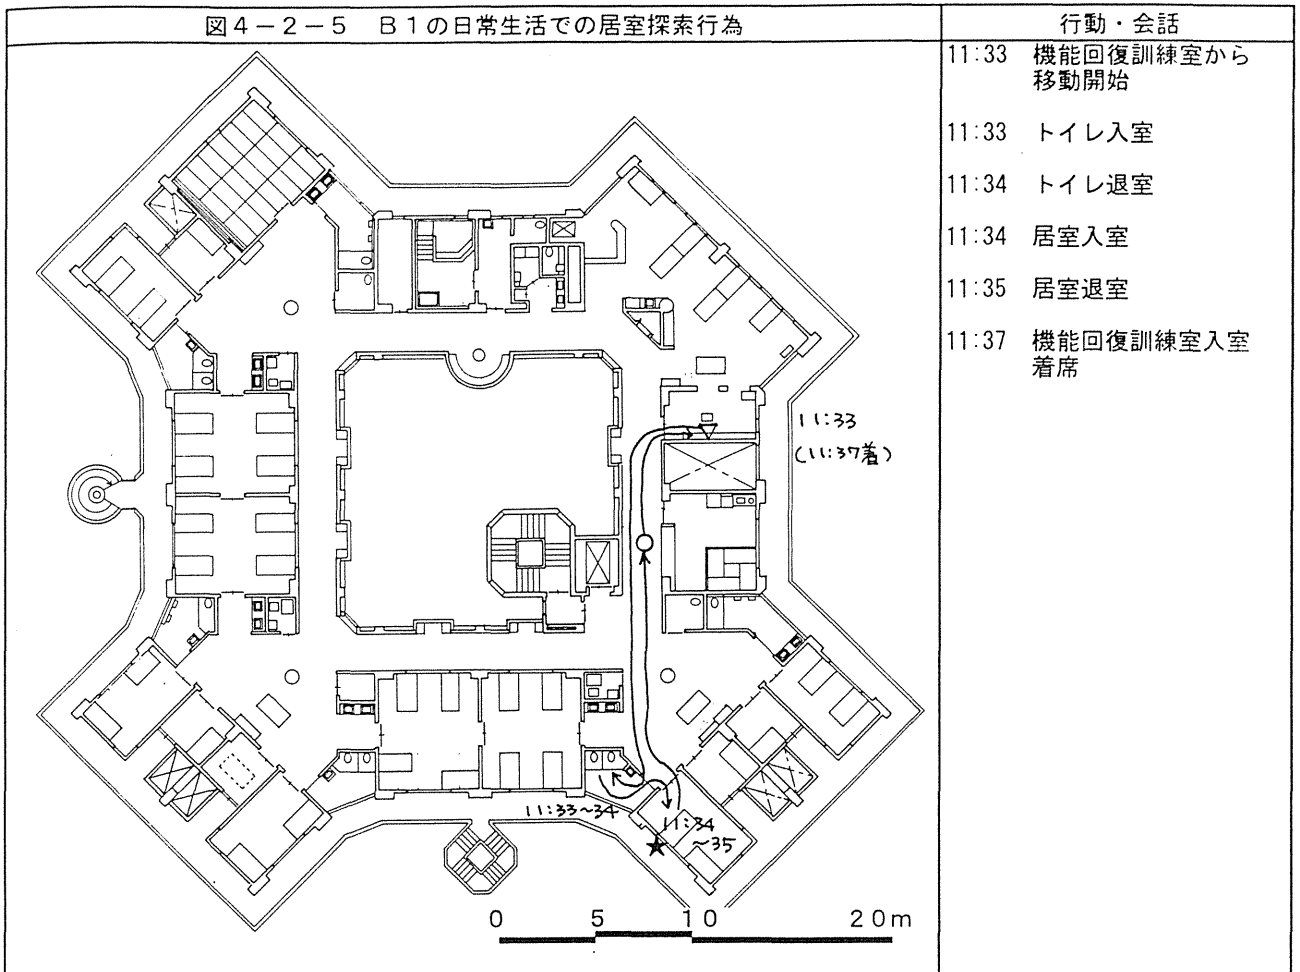 図4-2-5 B1の日常生活での居室探索行為
行動・会話
11:33 機能回復訓練室から
移動開始
11:33 トイレ入室
11:34 トイレ退室
11:34 居室入室
11:35 居室退室
11:37 機能回復訓練室入室
着席
11:33
(11:37着)
11:33~34
11:34
~35
0 5 10 20m